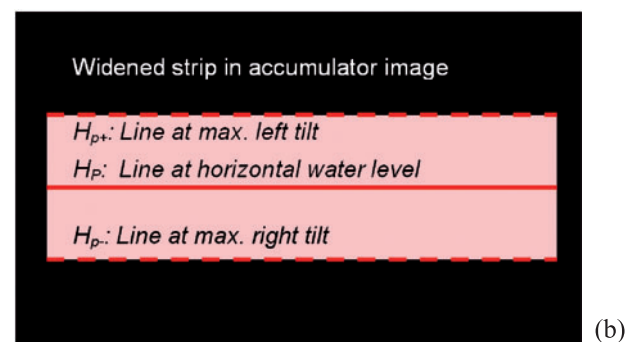 Widened strip in accumulator image
Hp+: Line at max. left tilt
HP: Line at horizontal water level
Hp-: Line at max. right tilt
(b)